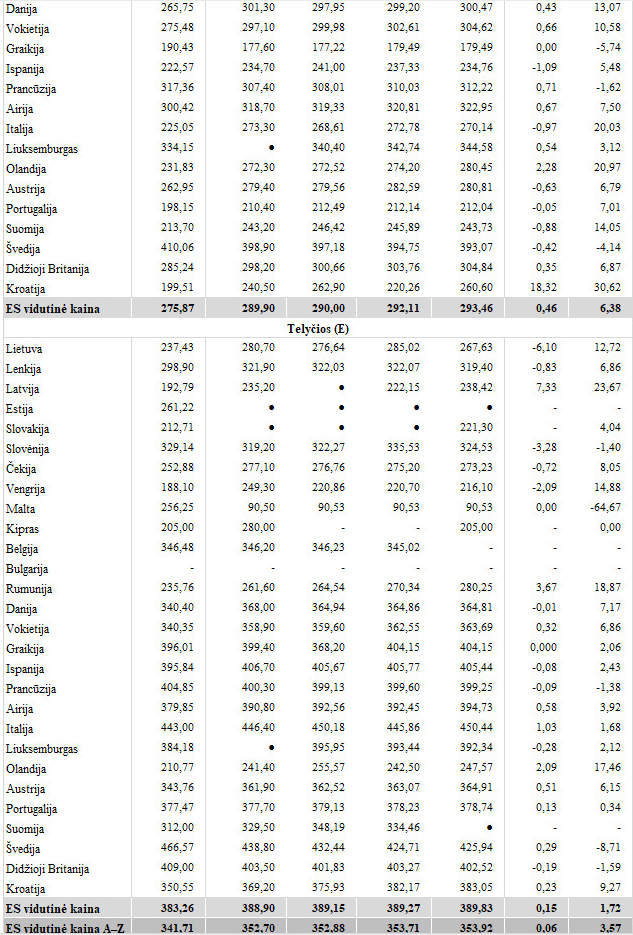 Danija 265,75 301,30 297,95 299,20 300,47 0,43 13,07
Vokietija 275,48 297,10 299,98 302,61 304,62 0,66 10,58
Graikija 190,43 177,60 177,22 179,49 179,49 0,00 -5,74
Ispanija 222,57 234,70 241,00 237,33 234,76 -1,09 5,48
Prancūzija 317,36 307,40 308,01 310,03 312,22 0,71 -1,62
Airija 300,42 318,70 319,33 320,81 322,95 0,67 7,50
Italija 225,05 273,30 268,61 272,78 270,14 -0,97 20,03
Liuksemburgas 334,15 ● 340,40 342,74 344,58 0,54 3,12
Olandija 231,83 272,30 272,52 274,20 280,45 2,28 20,97
Austrija 262,95 279,40 279,56 282,59 280,81 -0,63 6,79
Portugalija 198,15 210,40 212,49 212,14 212,04 -0,05 7,01
Suomija 213,70 243,20 246,42 245,89 243,73 -0,88 14,05
Švedija 410,06 398,90 397,18 394,75 393,07 -0,42 -4,14
Didžioji Britanija 285,24 298,20 300,66 303,76 304,84 0,35 6,87
Kroatija 199,51 240,50 262,90 220,26 260,60 18,32 30,62
ES vidutinė kaina 275,87 289,90 290,00 292,11 293,46 0,46 6,38
Telyčios (E)
Lietuva 237,43 280,70 276,64 285,02 267,63 -6,10 12,72
Lenkija 298,90 321,90 322,03 322,07 319,40 -0,83 6,86
Latvija 192,79 235,20 ● 222,15 238,42 7,33 23,67
Estija 261,22 ● ● ● ● - -
Slovakija 212,71 ● ● ● 221,30 - 4,04
Slovėnija 329,14 319,20 322,27 335,53 324,53 -3,28 -1,40
Čekija 252,88 277,10 276,76 275,20 273,23 -0,72 8,05
Vengrija 188,10 249,30 220,86 220,70 216,10 -2,09 14,88
Malta 256,25 90,50 90,53 90,53 90,53 0,00 -64,67
Kipras 205,00 280,00 - - 205,00 - 0,00
Belgija 346,48 346,20 346,23 345,02 - - -
Bulgarija - - - - - - -
Rumunija 235,76 261,60 264,54 270,34 280,25 3,67 18,87
Danija 340,40 368,00 364,94 364,86 364,81 -0,01 7,17
Vokietija 340,35 358,90 359,60 362,55 363,69 0,32 6,86
Graikija 396,01 399,40 368,20 404,15 404,15 0,000 2,06
Ispanija 395,84 406,70 405,67 405,77 405,44 -0,08 2,43
Prancūzija 404,85 400,30 399,13 399,60 399,25 -0,09 -1,38
Airija 379,85 390,80 392,56 392,45 394,73 0,58 3,92
Italija 443,00 446,40 450,18 445,86 450,44 1,03 1,68
Liuksemburgas 384,18 ● 395,95 393,44 392,34 -0,28 2,12
Olandija 210,77 241,40 255,57 242,50 247,57 2,09 17,46
Austrija 343,76 361,90 362,52 363,07 364,91 0,51 6,15
Portugalija 377,47 377,70 379,13 378,23 378,74 0,13 0,34
Suomija 312,00 329,50 348,19 334,46 ● - -
Švedija 466,57 438,80 432,44 424,71 425,94 0,29 -8,71
Didžioji Britanija 409,00 403,50 401,83 403,27 402,52 -0,19 -1,59
Kroatija 350,55 369,20 375,93 382,17 383,05 0,23 9,27
ES vidutinė kaina 383,26 388,90 389,15 389,27 389,83 0,15 1,72
ES vidutinė kaina A–Z 341,71 352,70 352,88 353,71 353,92 0,06 3,57